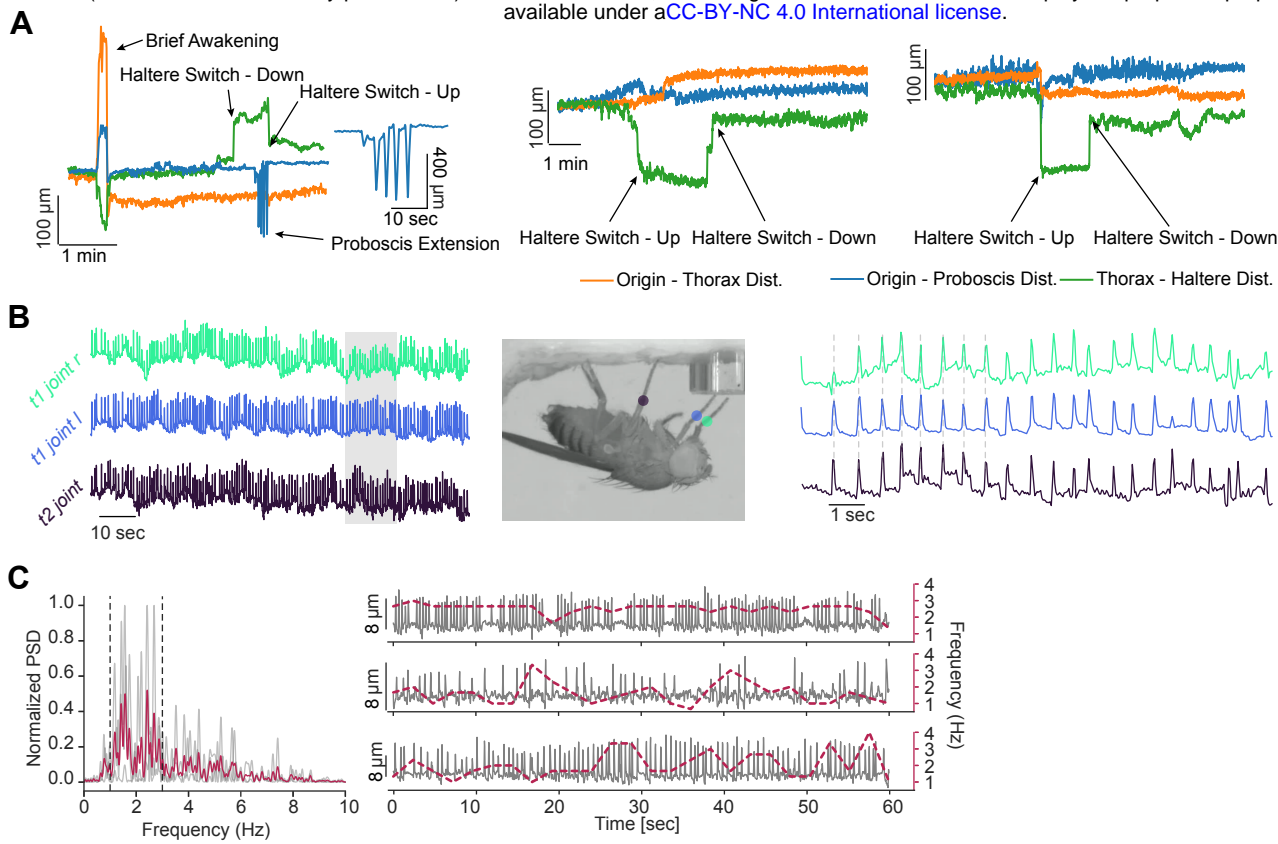 available under aCC-BY-NC 4.0 International license.
A
Brief Awakening
Haltere Switch - Down
Haltere Switch - Up
400 µm
10 sec
Proboscis Extension
100 µm
1 min
100 µm
1 min
Haltere Switch - Up
Haltere Switch - Down
100 µm
Haltere Switch - Up
Haltere Switch - Down
Origin - Thorax Dist.
Origin - Proboscis Dist.
Thorax - Haltere Dist.
B
t1 joint r
t1 joint l
t2 joint
10 sec
1 sec
C
Normalized PSD
1.0
0.8
0.6
0.4
0.2
0.0
0
2
4
6
8
10
Frequency (Hz)
8 µm
8 µm
8 µm
4
3
2
1
4
3
2
1
4
3
2
1
Frequency (Hz)
0
10
20
30
40
50
60
Time [sec]